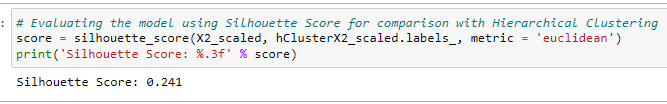 : # Evaluating the model using Silhouette Score for comparison with Hierarchical Clustering
score = silhouette_score(X2_scaled, hClusterX2_scaled.labels_, metric = 'euclidean')
print('Silhouette Score: %.3f' % score)
Silhouette Score: 0.241